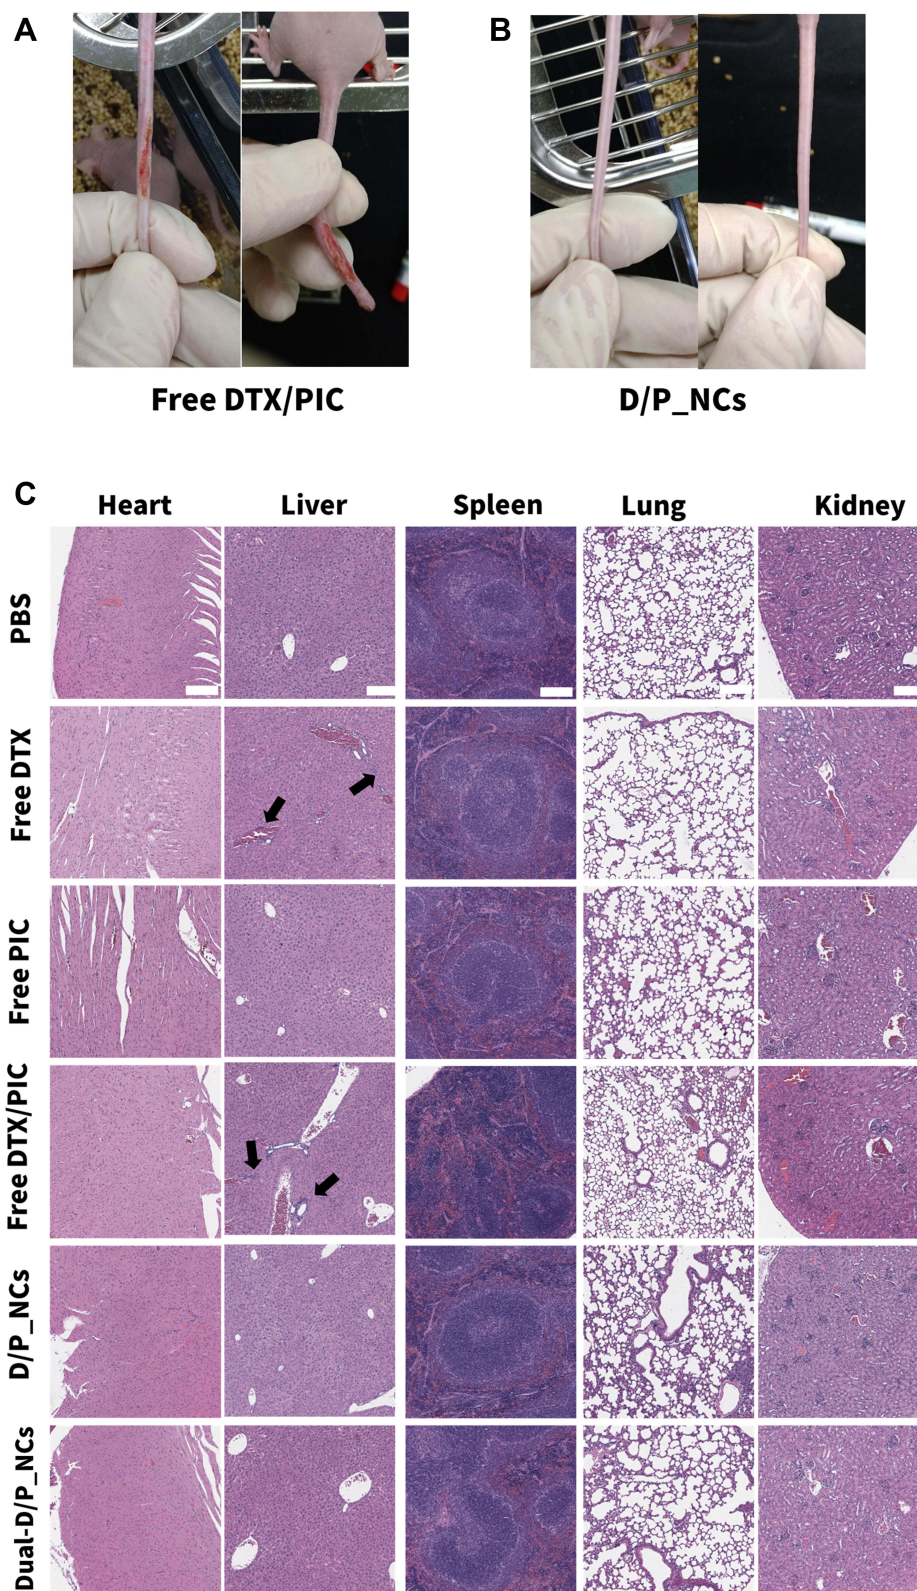 A
B
Free DTX/PIC
D/P_NCs
C
Heart
Liver
Spleen
Lung
Kidney
PBS
Free DTX
Free PIC
Free DTX/PIC
D/P_NCs
Dual-D/P_NCs